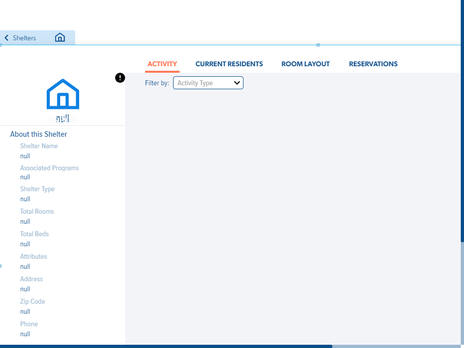 Shelters
ACTIVITY CURRENT RESIDENTS ROOM LAYOUT RESERVATIONS
Filter by: Activity Type
About this Shelter
Shelter Name
null
Associated Programs
null
Shelter Type
null
Total Rooms
null
Total Beds
null
Attributes
null
Address
null
Zip Code
null
Phone
null